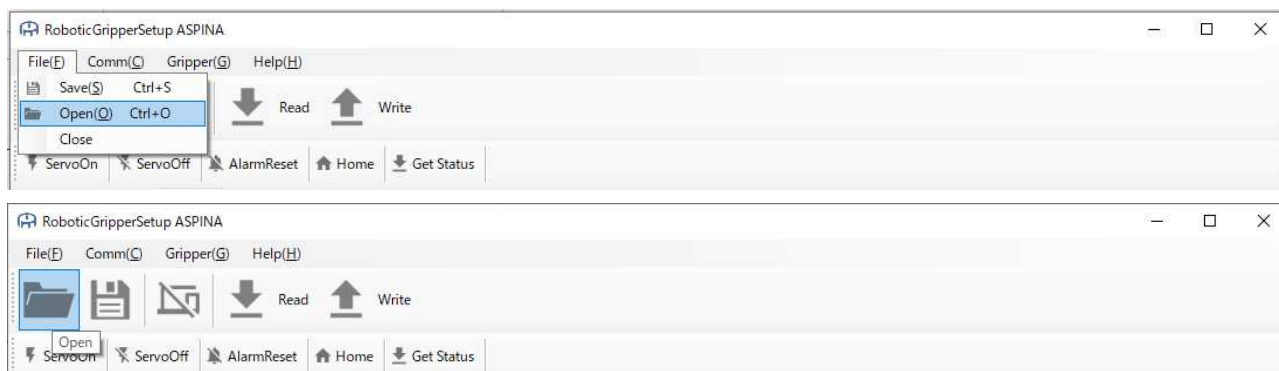 RoboticGripperSetup ASPINA
File(F) Comm(C) Gripper(G) Help(H)
Save(S) Ctrl+S
Open(O) Ctrl+O
Close
Read Write
ServoOn ServoOff AlarmReset Home Get Status
RoboticGripperSetup ASPINA
File(F) Comm(C) Gripper(G) Help(H)
Read Write
Open
ServoOn ServoOff AlarmReset Home Get Status